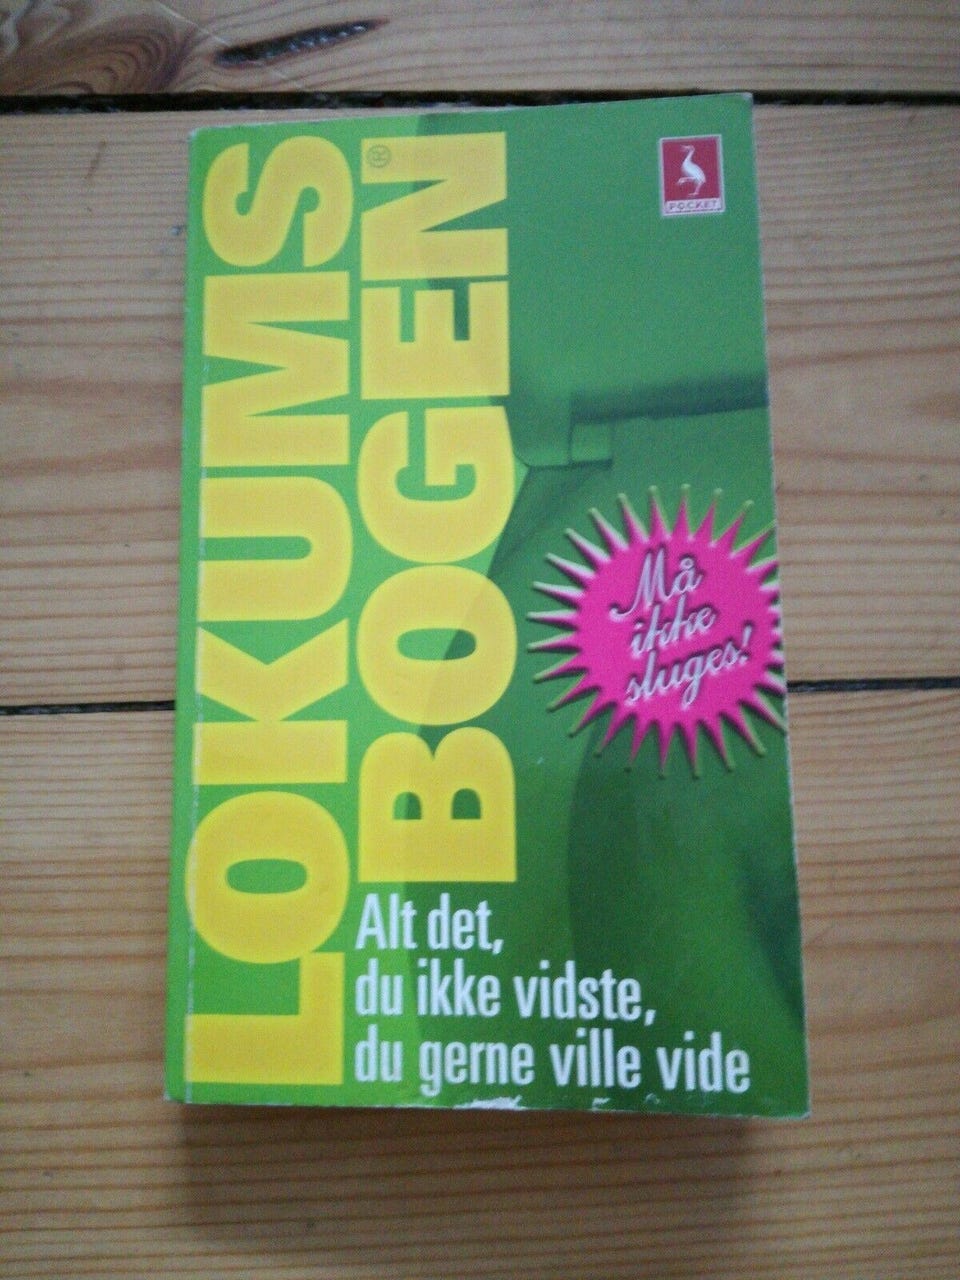 LOKUMS
BOGEN®
POCKET
Må
ikke
sluges!
Alt det,
du ikke vidste,
du gerne ville vide